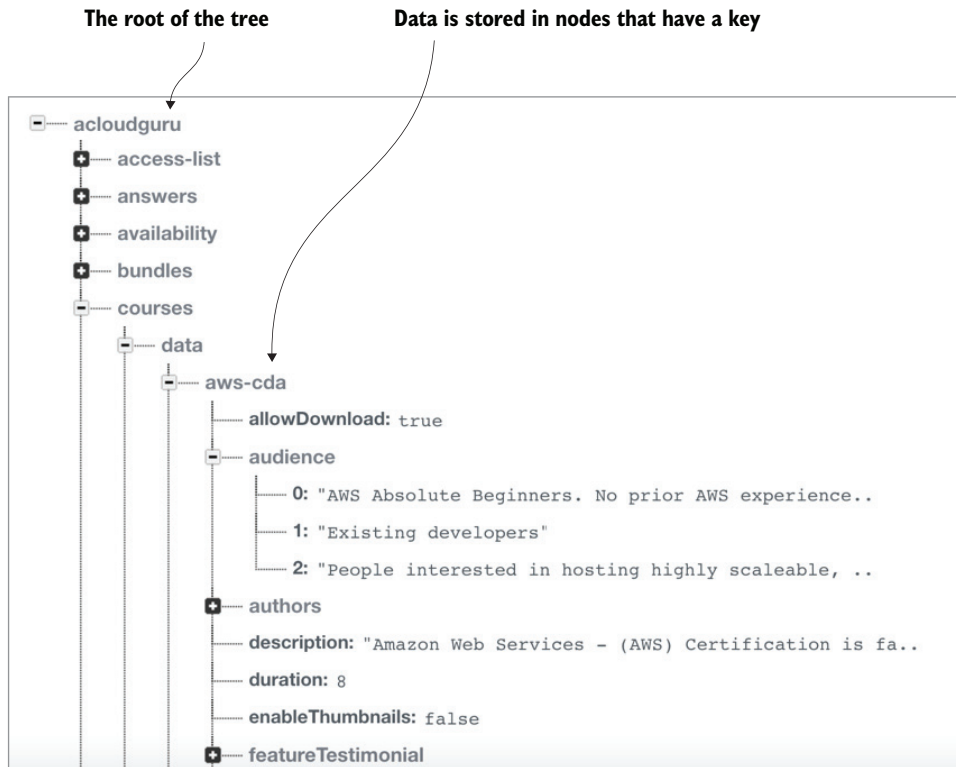 The root of the tree
Data is stored in nodes that have a key
acloudguru
access-list
answers
availability
bundles
courses
data
aws-cda
allowDownload: true
audience
0: "AWS Absolute Beginners. No prior AWS experience..
1: "Existing developers"
2: "People interested in hosting highly scaleable, ..
authors
description: "Amazon Web Services - (AWS) Certification is fa..
duration: 8
enableThumbnails: false
featureTestimonial